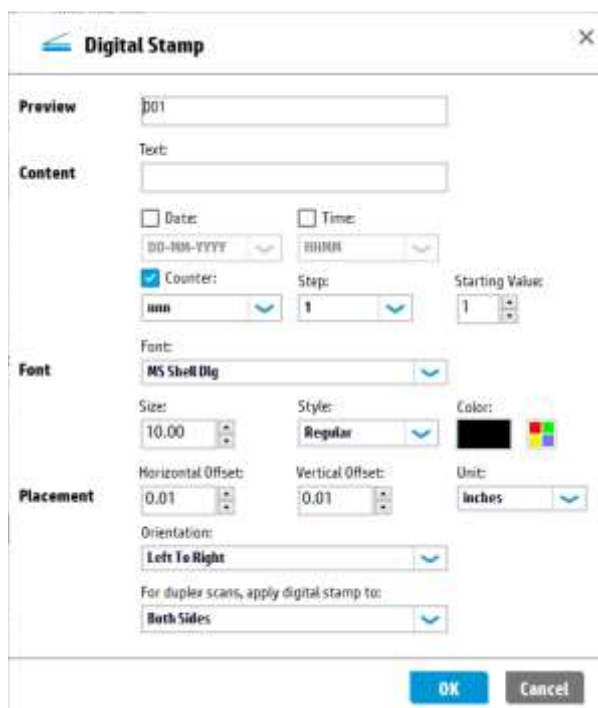 Digital Stamp
Preview
001
Text:
Content
Date:
Time:
DD-MM-YYYY
HHMM
Counter:
Step:
Starting Value:
nnn
1
1
Font:
Font
MS Shell Dlg
Size:
Style:
Color:
10.00
Regular
Horizontal Offset:
Vertical Offset:
Unit:
Placement
0.01
0.01
Inches
Orientation:
Left To Right
For duplex scans, apply digital stamp to:
Both Sides
OK
Cancel